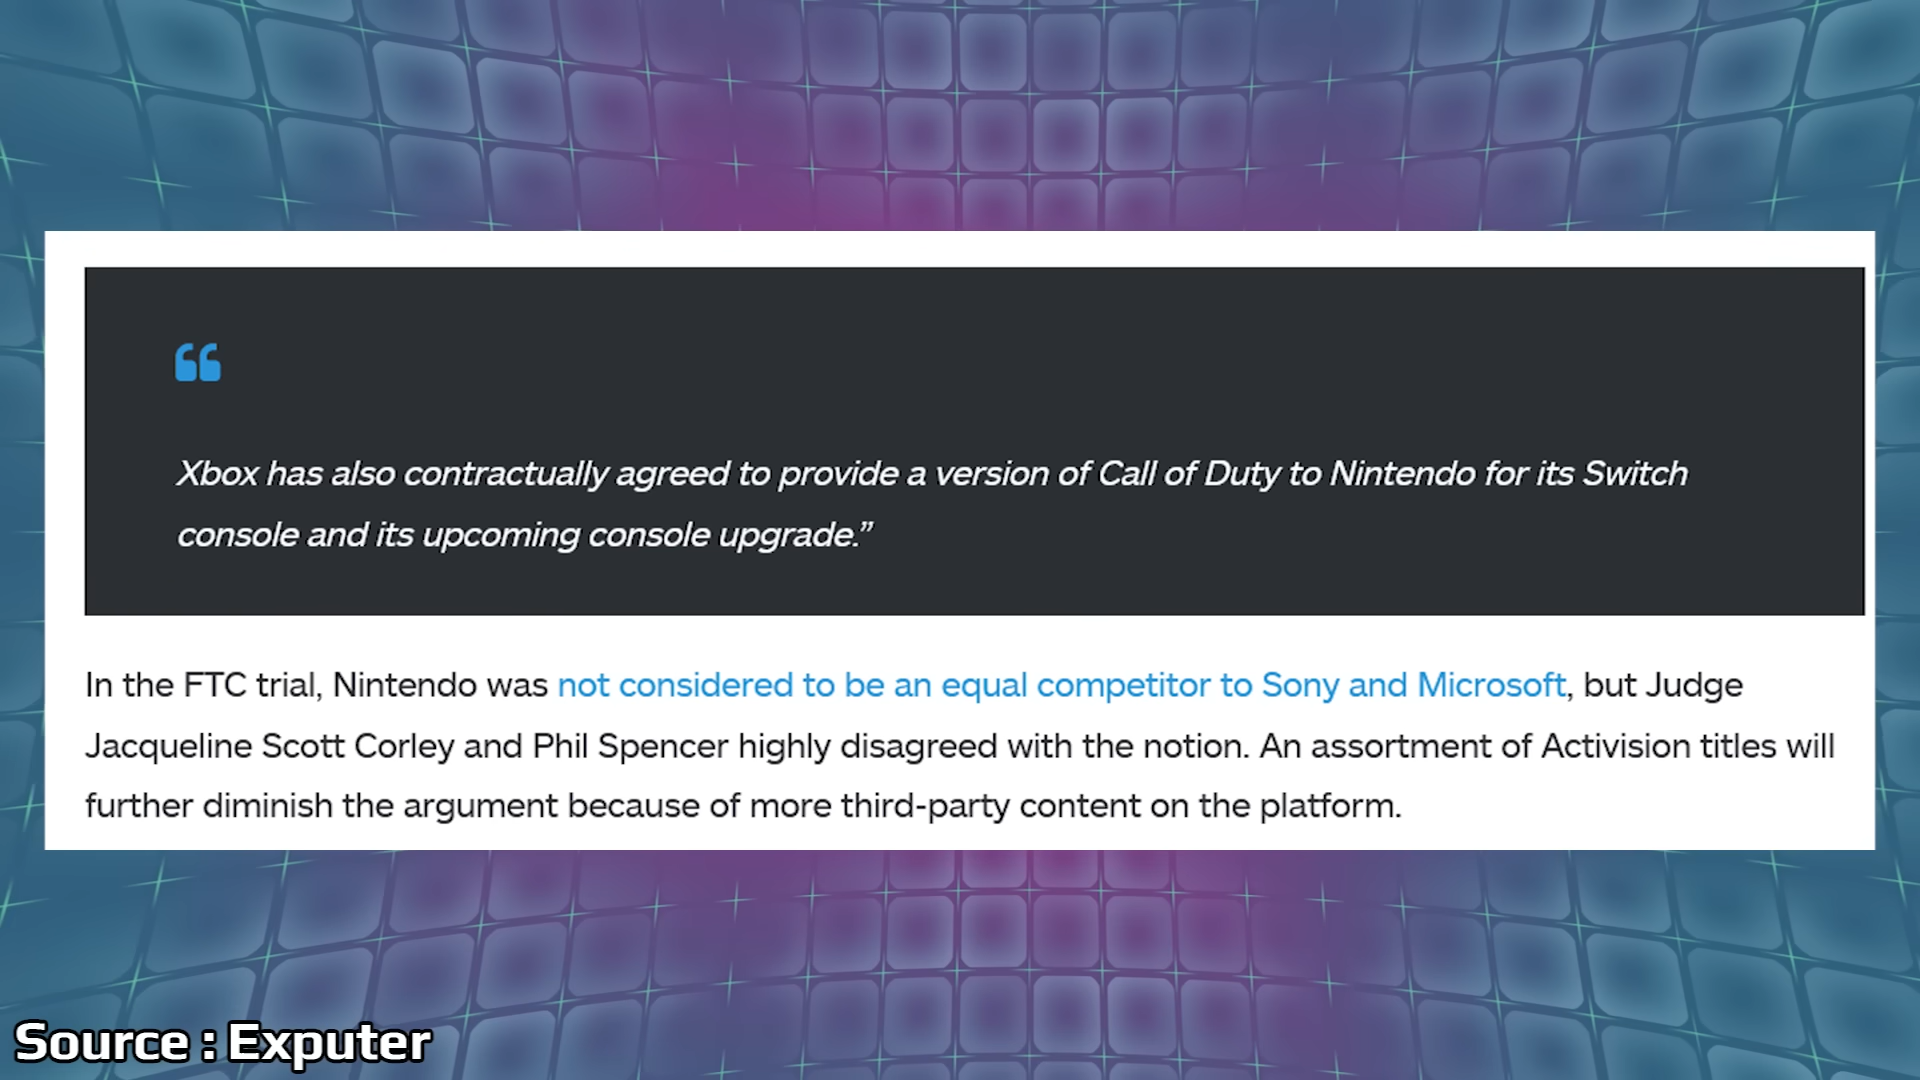 “
Xbox has also contractually agreed to provide a version of Call of Duty to Nintendo for its Switch
console and its upcoming console upgrade.”
In the FTC trial, Nintendo was not considered to be an equal competitor to Sony and Microsoft, but Judge
Jacqueline Scott Corley and Phil Spencer highly disagreed with the notion. An assortment of Activision titles will
further diminish the argument because of more third-party content on the platform.
Source : Exputer